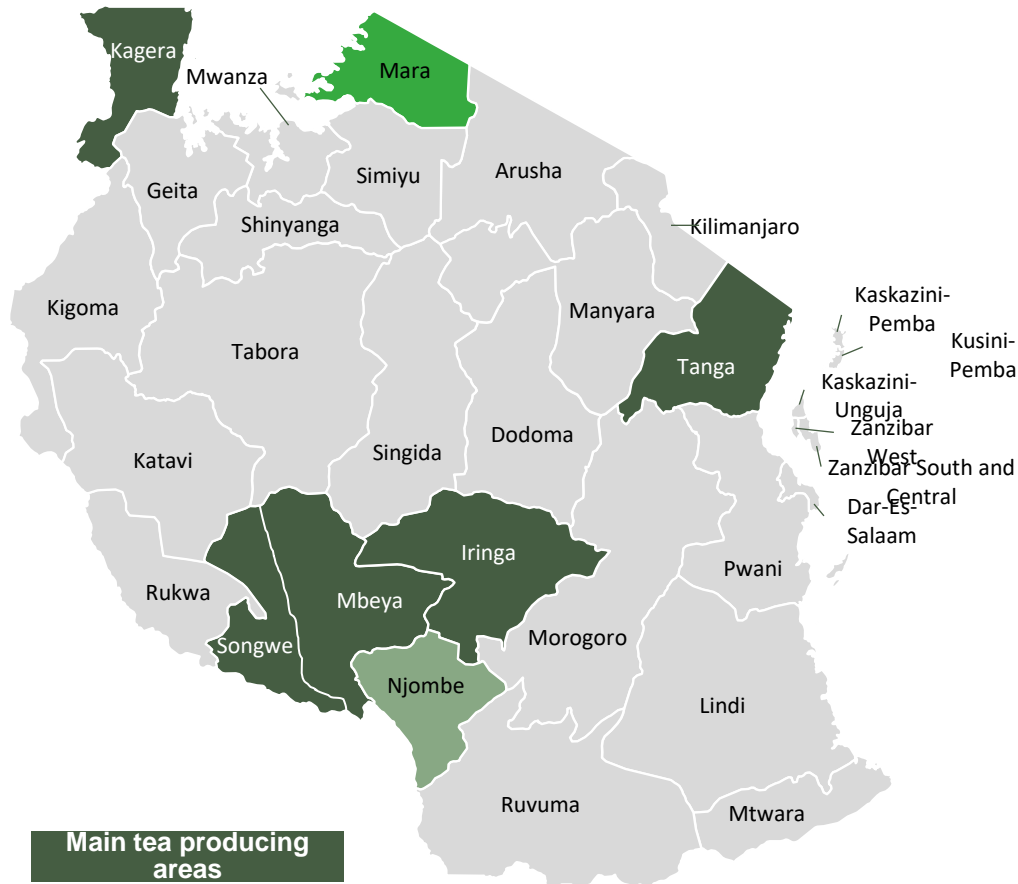 Kagera
Mwanza
Mara
Geita
Simiyu
Arusha
Shinyanga
Kilimanjaro
Kigoma
Tabora
Manyara
Tanga
Kaskazini-
Pemba
Kusini-
Pemba
Kaskazini-
Unguja
Zanzibar
West
Zanzibar South and
Central
Dar-Es-
Salaam
Katavi
Singida
Dodoma
Iringa
Rukwa
Mbeya
Pwani
Songwe
Morogoro
Njombe
Lindi
Ruvuma
Mtwara
Main tea producing
areas